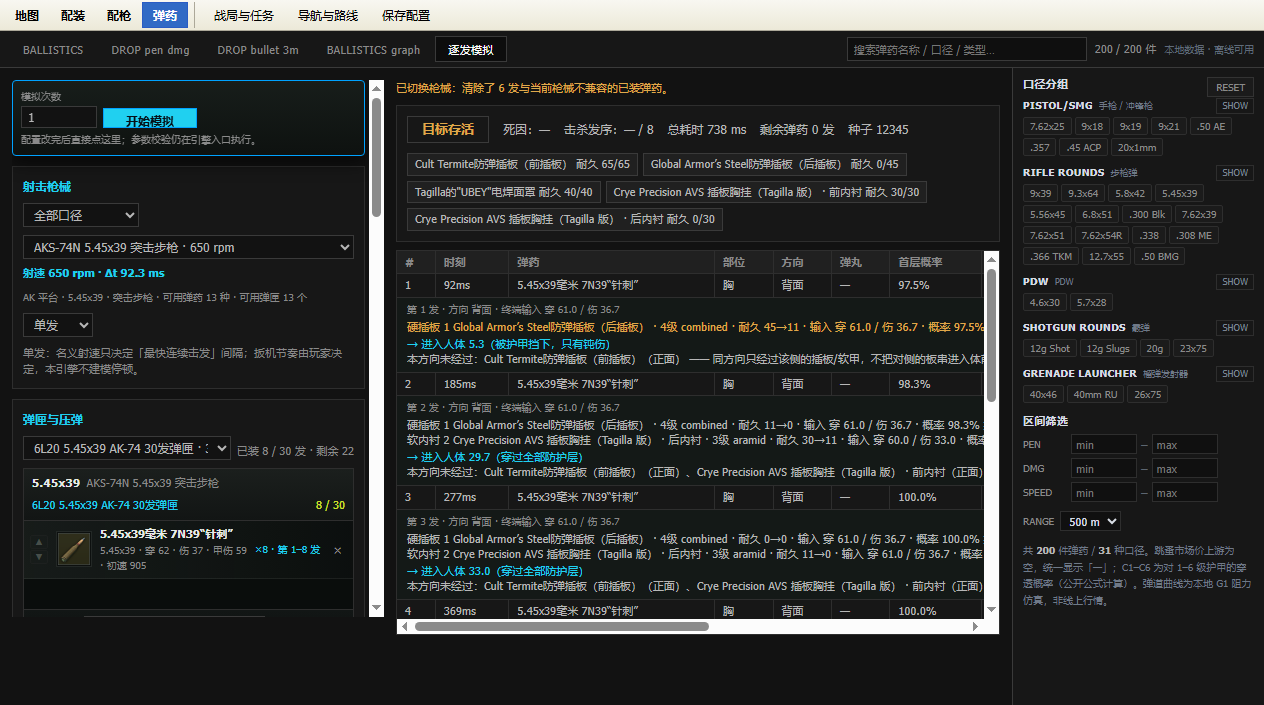 地图 配装 配枪 弹药 战局与任务 导航与路线 保存配置
BALLISTICS DROP pen dmg DROP bullet 3m BALLISTICS graph 逐发模拟 搜索弹药名称 / 口径 / 类型... 200 / 200 件 本地数据 · 离线可用
模拟次数
1 开始模拟
配置改完后直接点这里；参数校验仍在引擎入口执行。
射击枪械
全部口径
AKS-74N 5.45x39 突击步枪 · 650 rpm
射速 650 rpm · Δt 92.3 ms
AK 平台 · 5.45x39 · 突击步枪 · 可用弹药 13 种 · 可用弹匣 13 个
单发
单发：名义射速只决定「最快连续击发」间隔；扳机节奏由玩家决
定，本引擎不建模停顿。
弹匣与压弹
6L20 5.45x39 AK-74 30发弹匣 · 已装 8 / 30 发 · 剩余 22
5.45x39 AKS-74N 5.45x39 突击步枪
6L20 5.45x39 AK-74 30发弹匣 8 / 30
5.45x39毫米 7N39"针刺"
5.45x39 · 穿 62 · 伤 37 · 甲伤 59 ×8 · 第 1–8 发 ×
· 初速 905
已切换枪械：清除了 6 发与当前枪械不兼容的已装弹药。
目标存活 死因：— 击杀发序：— / 8 总耗时 738 ms 剩余弹药 0 发 种子 12345
Cult Termite防弹插板（前插板） 耐久 65/65 Global Armor's Steel防弹插板（后插板） 耐久 0/45
Tagilla的"UBEY"电焊面罩 耐久 40/40 Crye Precision AVS 插板胸挂（Tagilla 版） · 前内衬 耐久 30/30
Crye Precision AVS 插板胸挂（Tagilla 版） · 后内衬 耐久 0/30
# 时刻 弹药 部位 方向 弹丸 首层概率
1 92ms 5.45x39毫米 7N39"针刺" 胸 背面 — 97.5%
第 1 发 · 方向 背面 · 终端输入 穿 61.0 / 伤 36.7
硬插板 1 Global Armor's Steel防弹插板（后插板） · 4级 combined · 耐久 45→11 · 输入 穿 61.0 / 伤 36.7 · 概率 97.5%
→ 进入人体 5.3（被护甲挡下，只有钝伤）
本方向未经过：Cult Termite防弹插板（前插板）（正面） —— 同方向只经过该侧的插板/软甲，不把对侧的板串进入体前
2 185ms 5.45x39毫米 7N39"针刺" 胸 背面 — 98.3%
第 2 发 · 方向 背面 · 终端输入 穿 61.0 / 伤 36.7
硬插板 1 Global Armor's Steel防弹插板（后插板） · 4级 combined · 耐久 11→0 · 输入 穿 61.0 / 伤 36.7 · 概率 98.3%
软内衬 2 Crye Precision AVS 插板胸挂（Tagilla 版） · 后内衬 · 3级 aramid · 耐久 30→11 · 输入 穿 60.0 / 伤 33.0 · 概率
→ 进入人体 29.7（穿过全部防护层）
本方向未经过：Cult Termite防弹插板（前插板）（正面）、Crye Precision AVS 插板胸挂（Tagilla 版） · 前内衬（正面）
3 277ms 5.45x39毫米 7N39"针刺" 胸 背面 — 100.0%
第 3 发 · 方向 背面 · 终端输入 穿 61.0 / 伤 36.7
硬插板 1 Global Armor's Steel防弹插板（后插板） · 4级 combined · 耐久 0→0 · 输入 穿 61.0 / 伤 36.7 · 概率 100.0%
软内衬 2 Crye Precision AVS 插板胸挂（Tagilla 版） · 后内衬 · 3级 aramid · 耐久 11→0 · 输入 穿 61.0 / 伤 36.7 · 概率
→ 进入人体 33.0（穿过全部防护层）
本方向未经过：Cult Termite防弹插板（前插板）（正面）、Crye Precision AVS 插板胸挂（Tagilla 版） · 前内衬（正面）
4 369ms 5.45x39毫米 7N39"针刺" 胸 背面 — 100.0%
口径分组 RESET
PISTOL/SMG 手枪 / 冲锋枪 SHOW
7.62x25 9x18 9x19 9x21 .50 AE
.357 .45 ACP 20x1mm
RIFLE ROUNDS 步枪弹 SHOW
9x39 9.3x64 5.8x42 5.45x39
5.56x45 6.8x51 .300 Blk 7.62x39
7.62x51 7.62x54R .338 .308 ME
.366 TKM 12.7x55 .50 BMG
PDW PDW SHOW
4.6x30 5.7x28
SHOTGUN ROUNDS 霰弹 SHOW
12g Shot 12g Slugs 20g 23x75
GRENADE LAUNCHER 榴弹发射器 SHOW
40x46 40mm RU 26x75
区间筛选
PEN min — max
DMG min — max
SPEED min — max
RANGE 500 m
共 200 件弹药 / 31 种口径。跳蚤市场价上游为
空，统一显示「—」；C1–C6 为对 1–6 级护甲的穿
透概率（公开公式计算）。弹道曲线为本地 G1 阻力
仿真，非线上行情。